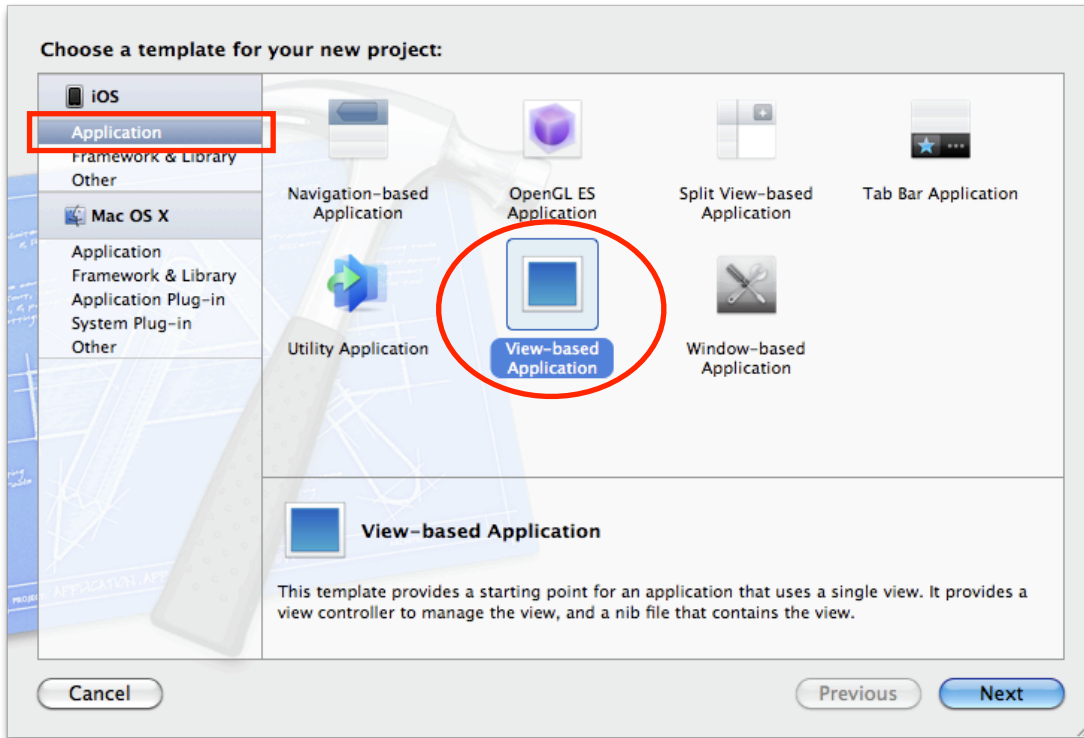 Choose a template for your new project:
iOS
Application
Framework & Library
Other
Mac OS X
Application
Framework & Library
Application Plug-in
System Plug-in
Other
Navigation-based
Application
OpenGL ES
Application
Split View-based
Application
Tab Bar Application
Utility Application
View-based
Application
Window-based
Application
View-based Application
This template provides a starting point for an application that uses a single view. It provides a
view controller to manage the view, and a nib file that contains the view.
Cancel
Previous
Next